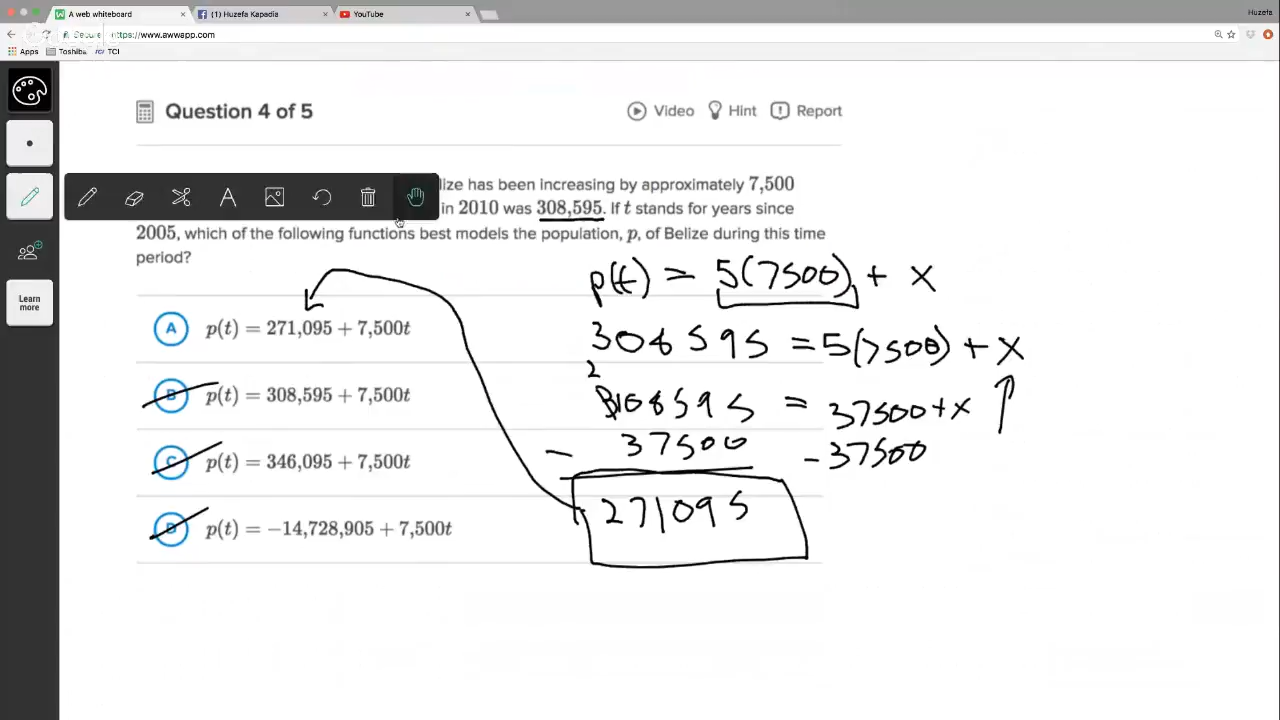 A web whiteboard
(1) Huzefa Kapadia
YouTube
Huzefa
Secure
https://www.awwapp.com
Apps
Toshiba
TCI
Question 4 of 5
Video
Hint
Report
lize has been increasing by approximately 7,500
in 2010 was 308,595. If t stands for years since
2005, which of the following functions best models the population, p, of Belize during this time
period?
A p(t) = 271,095 + 7,500t
B p(t) = 308,595 + 7,500t
C p(t) = 346,095 + 7,500t
D p(t) = −14,728,905 + 7,500t
p(t) = 5(7500) + x
308595 = 5(7500) + x
2
308595 = 37500 + x
− 37500 − 37500
271095
Learn
more